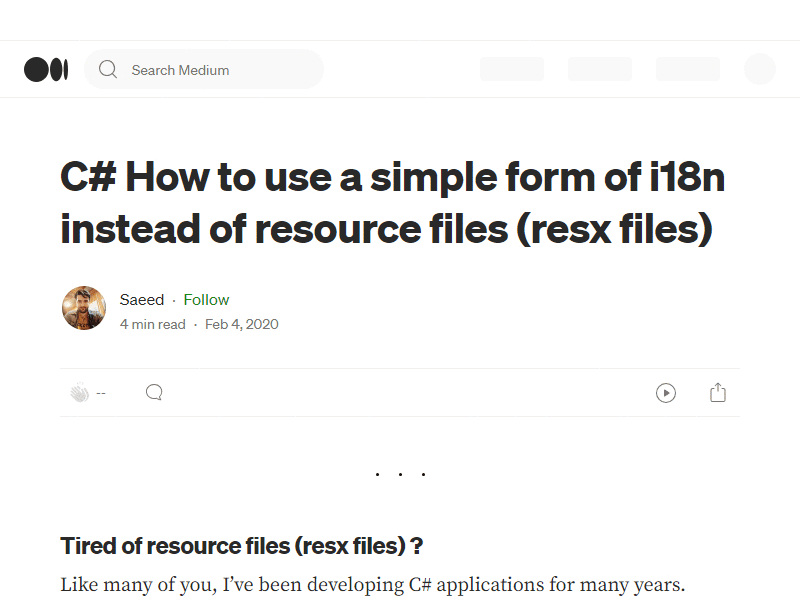 Search Medium
C# How to use a simple form of i18n
instead of resource files (resx files)
Saeed · Follow
4 min read · Feb 4, 2020
--
. . .
Tired of resource files (resx files) ?
Like many of you, I’ve been developing C# applications for many years.